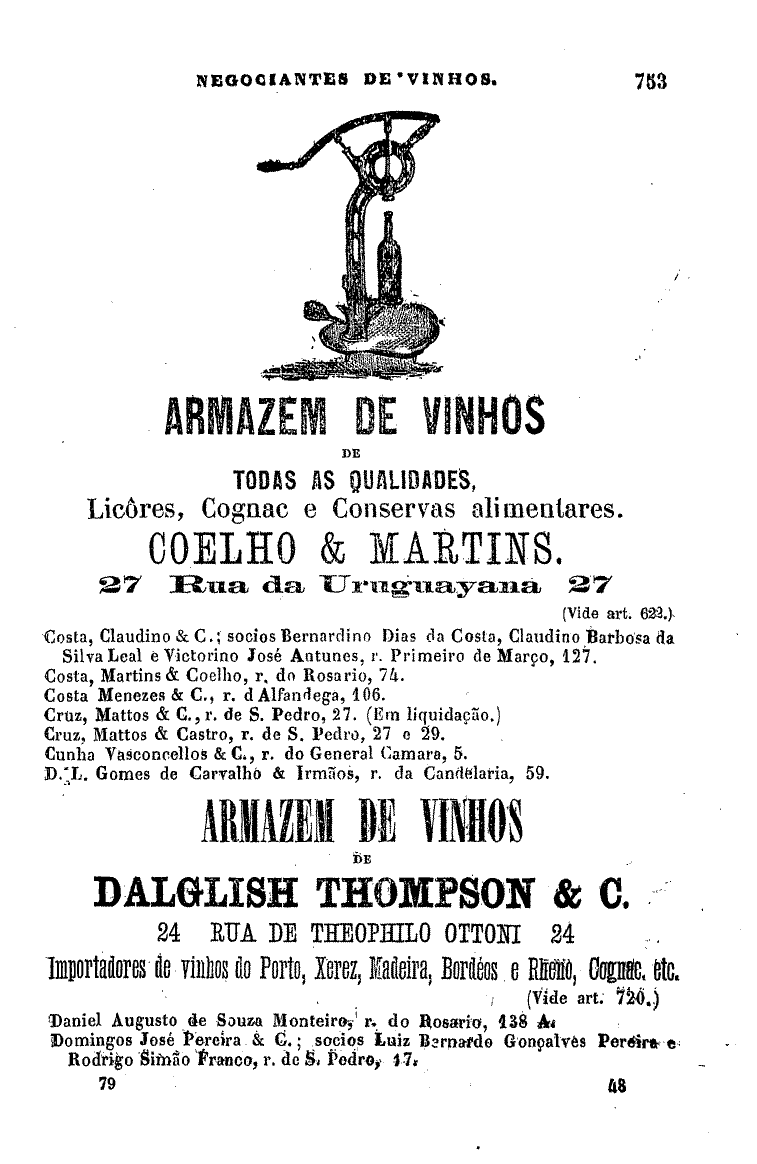 NEGOCIANTES DE VINHOS. 753
ARMAZEM DE VINHOS
DE
TODAS AS QUALIDADES,
Licôres, Cognac e Conservas alimentares.
COELHO & MARTINS.
27 Rua da Uruguayana 27
(Vide art. 622.)
Costa, Claudino & C.; socios Bernardino Dias da Costa, Claudino Barbosa da
Silva Leal e Victorino José Antunes, r. Primeiro de Março, 127.
Costa, Martins & Coelho, r. do Rosario, 74.
Costa Menezes & C., r. d Alfandega, 106.
Cruz, Mattos & C., r. de S. Pedro, 27. (Em liquidação.)
Cruz, Mattos & Castro, r. de S. Pedro, 27 e 29.
Cunha Vasconcellos & C., r. do General Camara, 5.
D. L. Gomes de Carvalho & Irmãos, r. da Candelaria, 59.
ARMAZEM DE VINHOS
DE
DALGLISH THOMPSON & C.
24 RUA DE THEOPHILO OTTONI 24
Importadores de vinhos do Porto, Xerez, Madeira, Bordéos e Rheno, Cognac, etc.
(Vide art. 720.)
Daniel Augusto de Souza Monteiro, r. do Rosario, 138 A.
Domingos José Pereira & C.; socios Luiz Bernardo Gonçalves Pereira e
Rodrigo Simão Franco, r. de S. Pedro, 17.
79 48